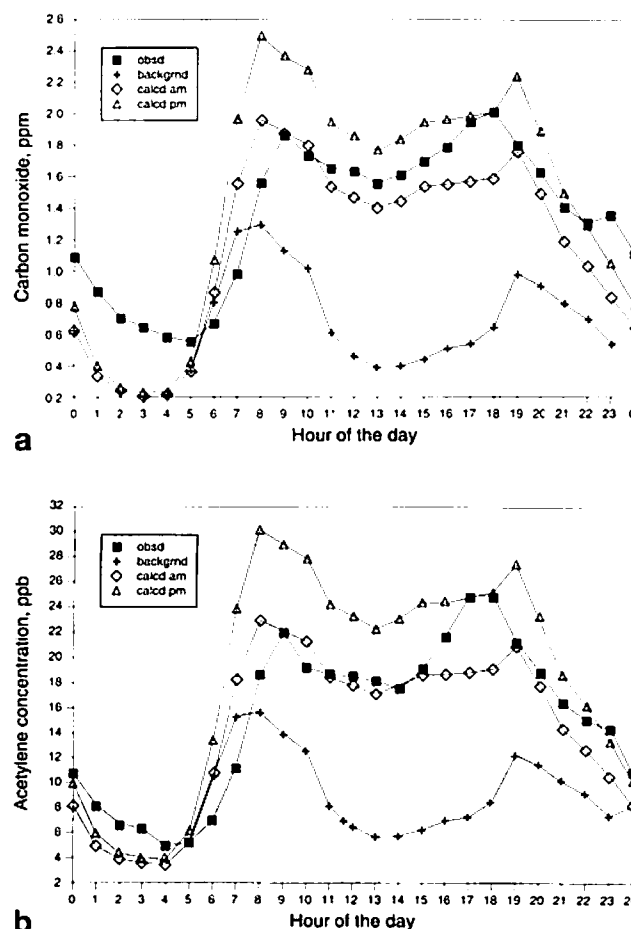 2.6
2.4
2.2
2.0
1.8
1.6
1.4
1.2
1.0
0.8
0.6
0.4
0.2
Carbon monoxide, ppm
obsd
backgrnd
calcd am
calcd pm
0 1 2 3 4 5 6 7 8 9 10 11 12 13 14 15 16 17 18 19 20 21 22 23
Hour of the day
a
32
30
28
26
24
22
20
18
16
14
12
10
8
6
4
2
Acetylene concentration, ppb
obsd
backgrnd
calcd am
calcd pm
0 1 2 3 4 5 6 7 8 9 10 11 12 13 14 15 16 17 18 19 20 21 22 23
Hour of the day
b